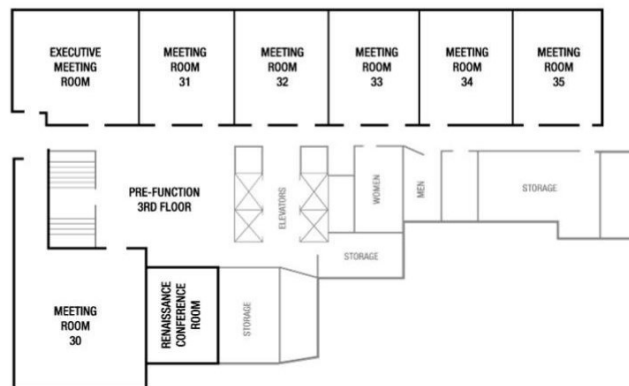 EXECUTIVE
MEETING
ROOM
MEETING
ROOM
31
MEETING
ROOM
32
MEETING
ROOM
33
MEETING
ROOM
34
MEETING
ROOM
35
PRE-FUNCTION
3RD FLOOR
ELEVATORS
WOMEN
MEN
STORAGE
STORAGE
MEETING
ROOM
30
RENAISSANCE
CONFERENCE
ROOM
STORAGE